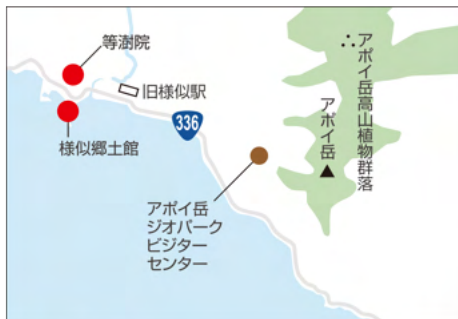 等澍院
旧様似駅
様似郷土館
336
アポイ岳
ジオパーク
ビジター
センター
アポイ岳
アポイ岳高山植物群落